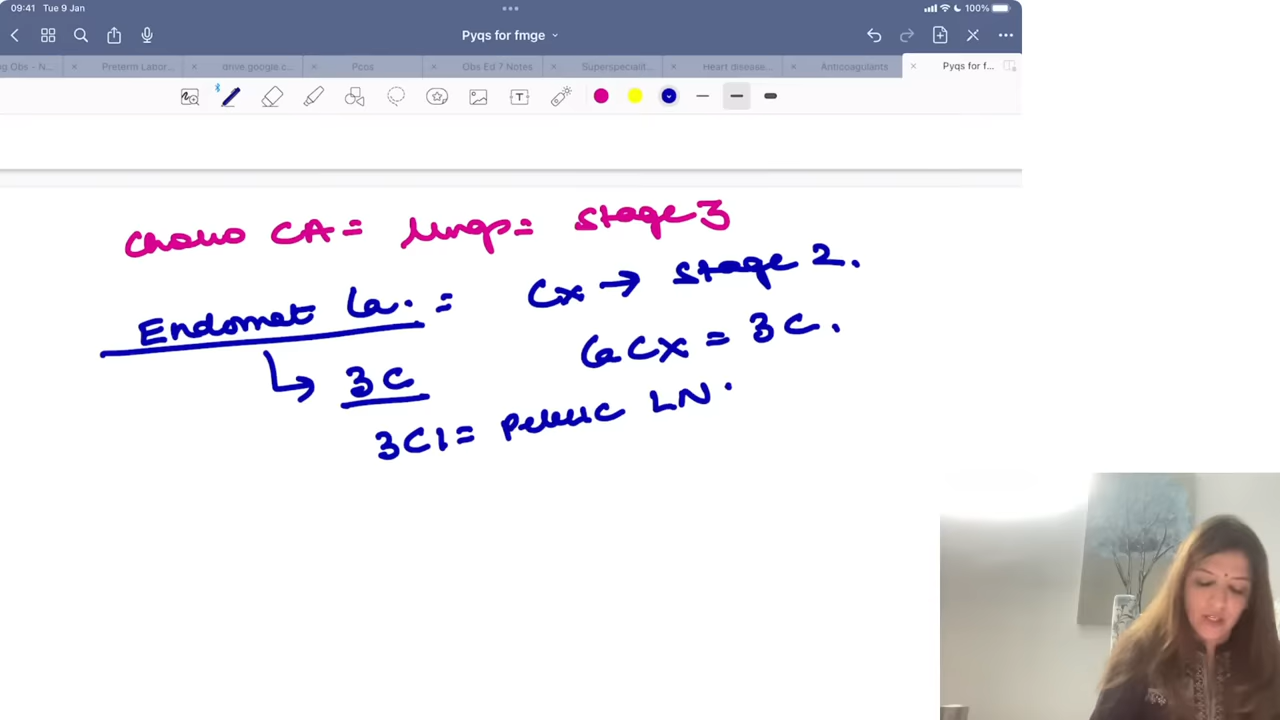 09:41 Tue 9 Jan
100%
Pyqs for fmge
g Obs - N...
Preterm Labor...
drive.google c...
Pcos
Obs Ed 7 Notes
Superspecialit...
Heart disease...
Anticoagulants
Pyqs for f...
Chorio CA = lungs = Stage 3
Endomet Ca. = Cx → Stage 2.
↳ 3C
Ca Cx = 3C.
3C1 = Pelvic LN.